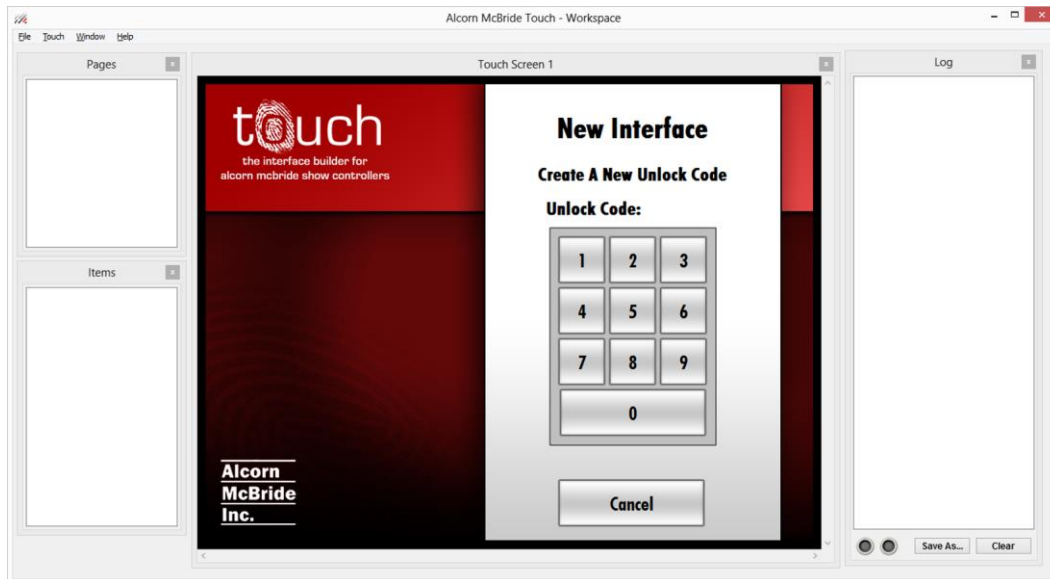 Alcorn McBride Touch - Workspace
File Touch Window Help
Pages
Items
Touch Screen 1
touch
the interface builder for
alcorn mcbride show controllers
Alcorn
McBride
Inc.
New Interface
Create A New Unlock Code
Unlock Code:
1 2 3
4 5 6
7 8 9
0
Cancel
Log
Save As... Clear